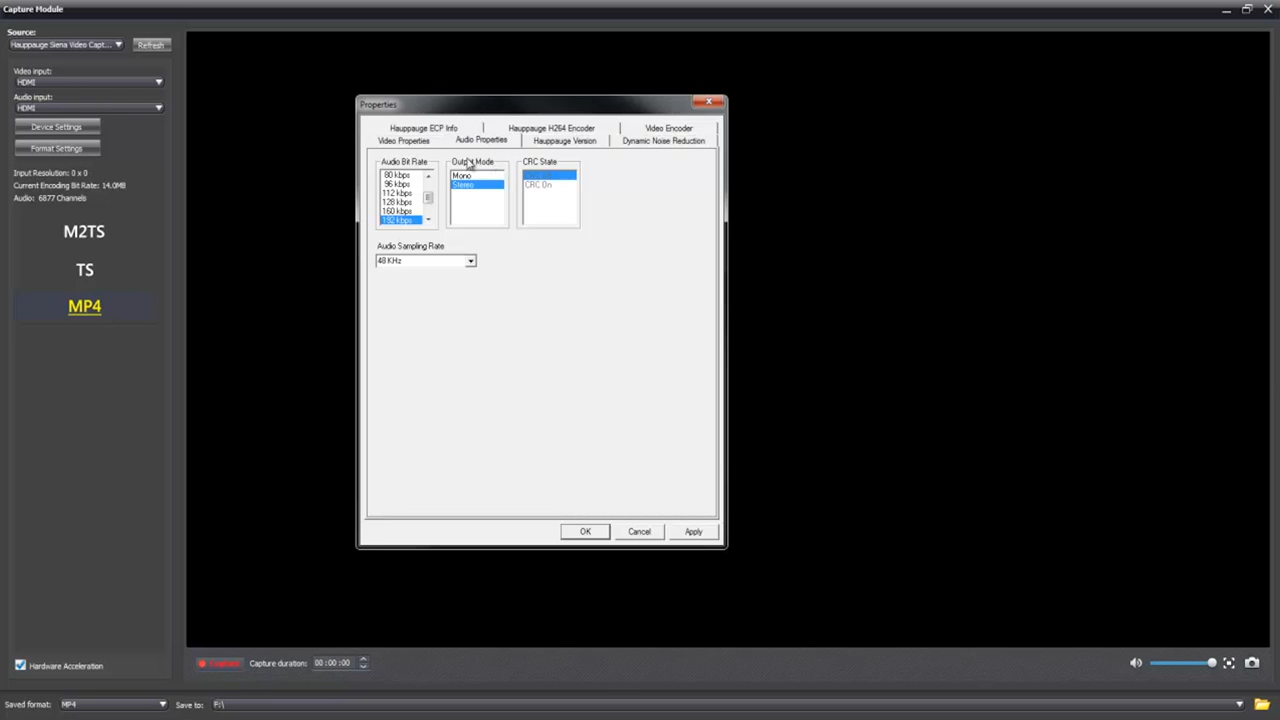 Capture Module
Source:
Hauppauge Siena Video Capt...
Refresh
Video input:
HDMI
Audio input:
HDMI
Device Settings
Format Settings
Input Resolution: 0 x 0
Current Encoding Bit Rate: 14.0MB
Audio: 6877 Channels
M2TS
TS
MP4
Hardware Acceleration
Properties
Hauppauge ECP Info
Hauppauge H264 Encoder
Video Encoder
Video Properties
Audio Properties
Hauppauge Version
Dynamic Noise Reduction
Audio Bit Rate
80 kbps
96 kbps
112 kbps
128 kbps
160 kbps
192 kbps
Output Mode
Mono
Stereo
CRC State
CRC On
Audio Sampling Rate
48 KHz
OK
Cancel
Apply
Capture
Capture duration:
00:00:00
Saved format:
MP4
Save to:
F:\